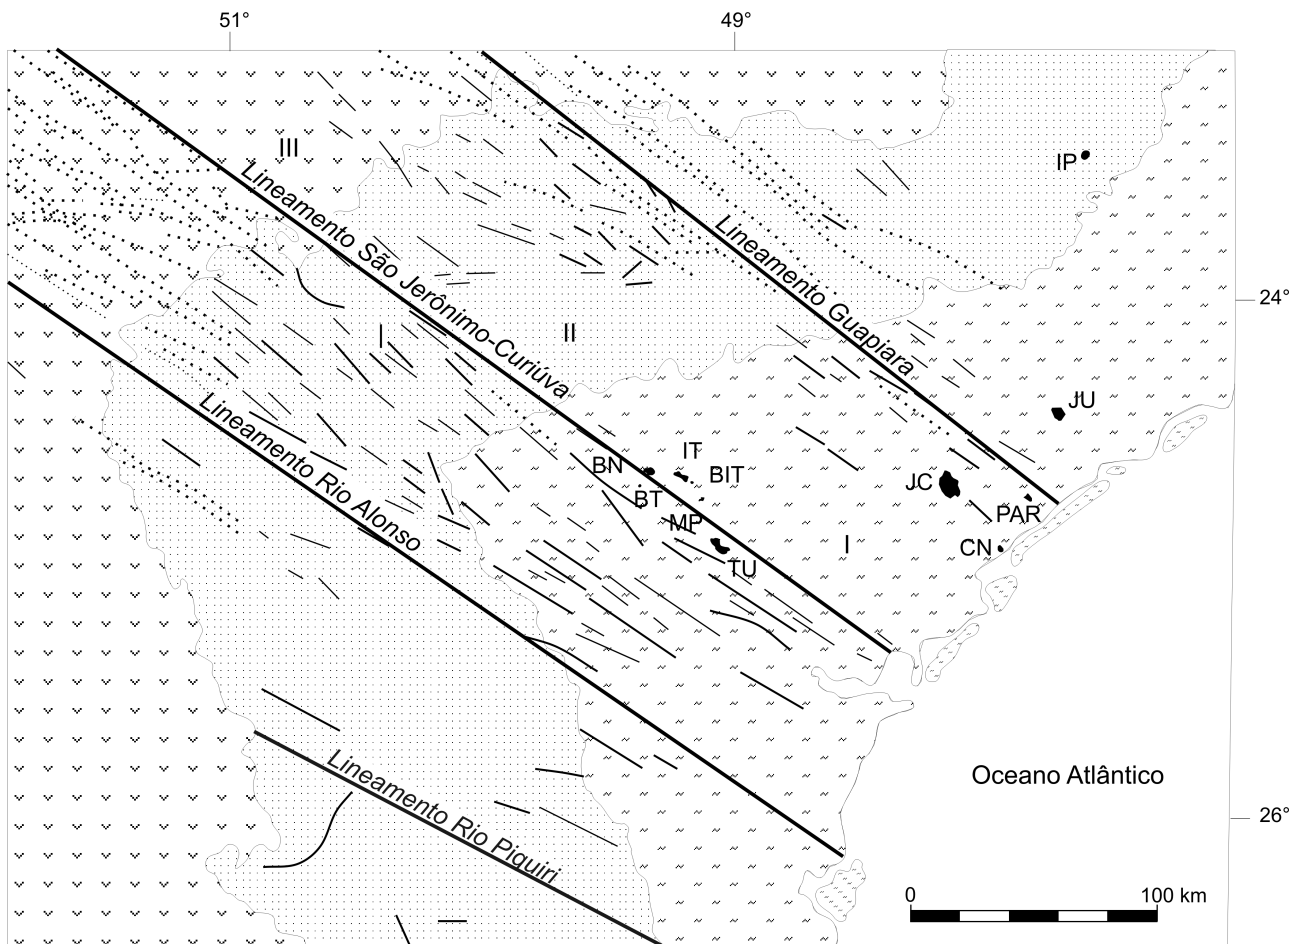 51°
49°
III
IP
Lineamento São Jerônimo-Curiúva
Lineamento Guapiara
24°
I
II
JU
Lineamento Rio Alonso
IT
BN
BIT
JC
BT
PAR
MP
I
CN
TU
Lineamento Rio Piquiri
Oceano Atlântico
26°
0
100 km